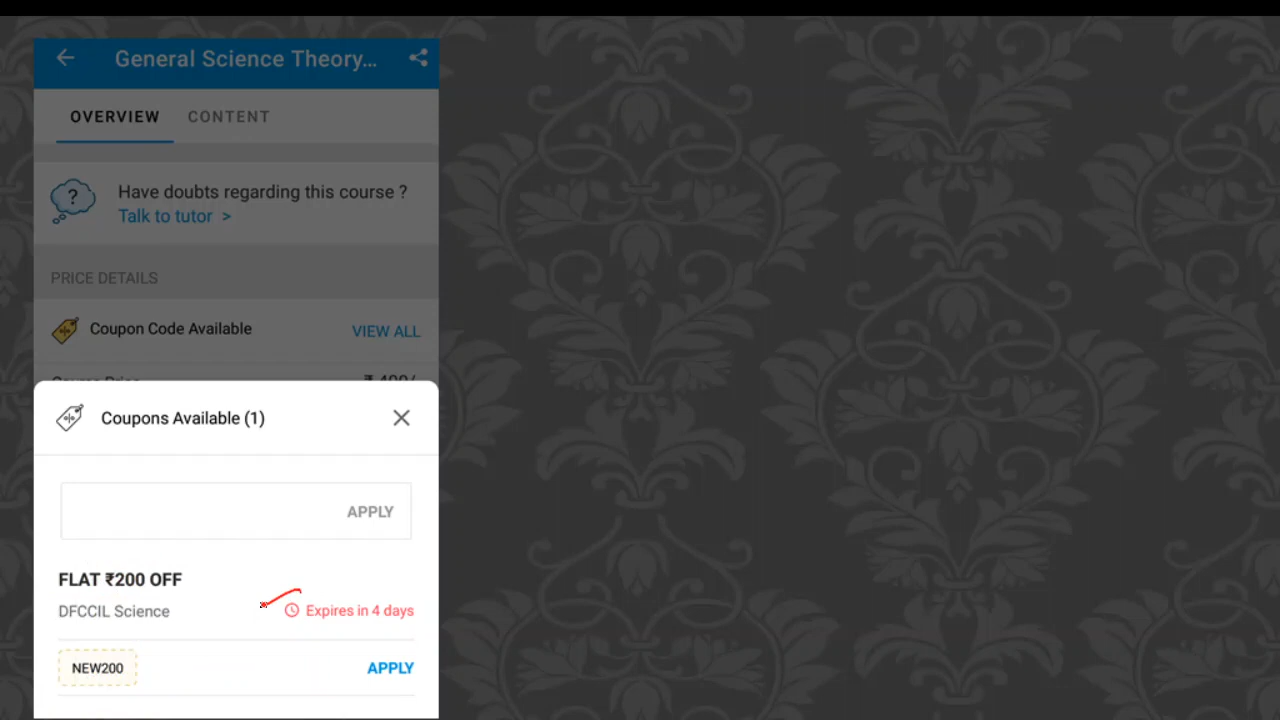 General Science Theory...
OVERVIEW CONTENT
?
Have doubts regarding this course ?
Talk to tutor >
PRICE DETAILS
Coupon Code Available VIEW ALL
Coupons Available (1)
APPLY
FLAT ₹200 OFF
DFCCIL Science Expires in 4 days
NEW200 APPLY